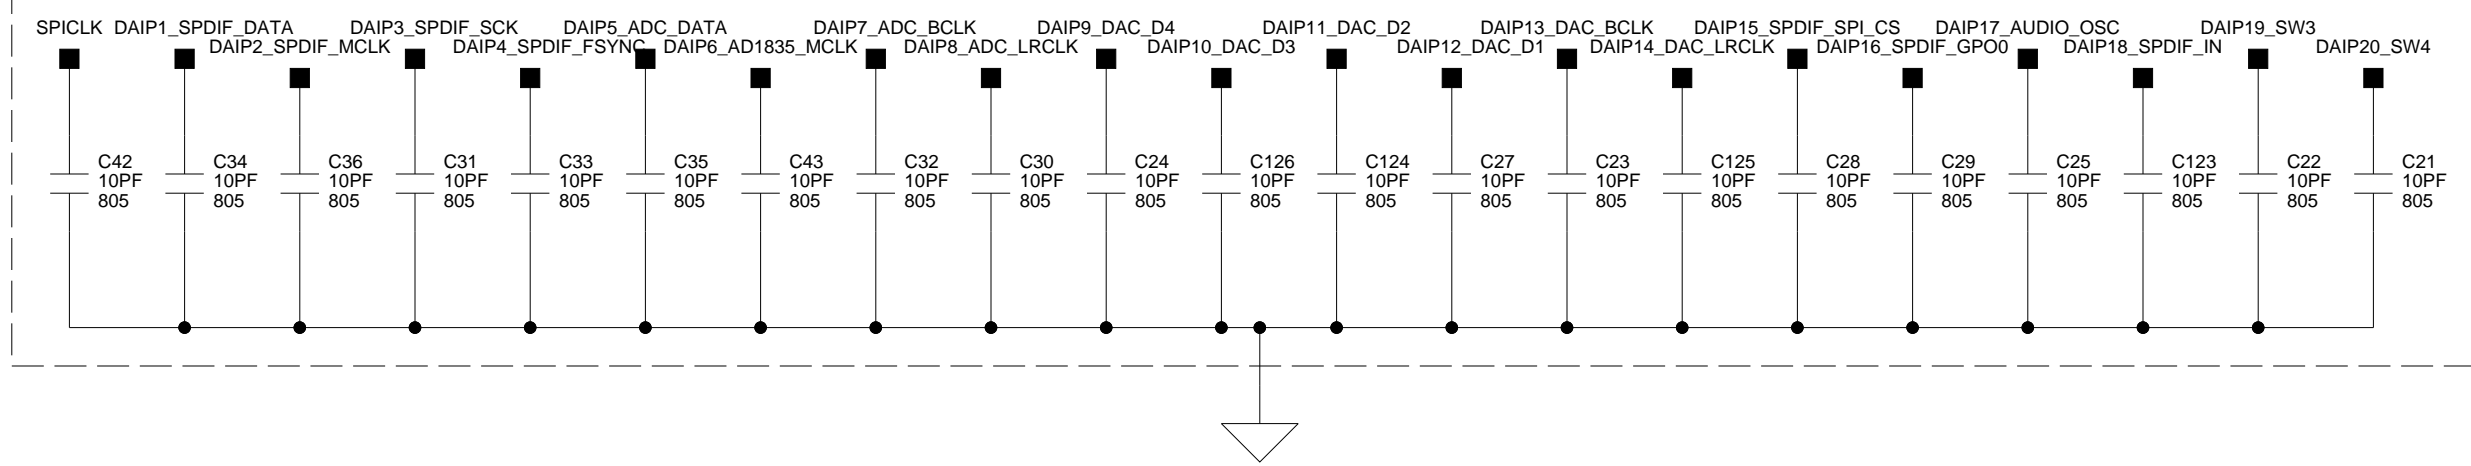 SPICLK
DAIP1_SPDIF_DATA
DAIP2_SPDIF_MCLK
DAIP3_SPDIF_SCK
DAIP4_SPDIF_FSYNC
DAIP5_ADC_DATA
DAIP6_AD1835_MCLK
DAIP7_ADC_BCLK
DAIP8_ADC_LRCLK
DAIP9_DAC_D4
DAIP10_DAC_D3
DAIP11_DAC_D2
DAIP12_DAC_D1
DAIP13_DAC_BCLK
DAIP14_DAC_LRCLK
DAIP15_SPDIF_SPI_CS
DAIP16_SPDIF_GPO0
DAIP17_AUDIO_OSC
DAIP18_SPDIF_IN
DAIP19_SW3
DAIP20_SW4
C42
10PF
805
C34
10PF
805
C36
10PF
805
C31
10PF
805
C33
10PF
805
C35
10PF
805
C43
10PF
805
C32
10PF
805
C30
10PF
805
C24
10PF
805
C126
10PF
805
C124
10PF
805
C27
10PF
805
C23
10PF
805
C125
10PF
805
C28
10PF
805
C29
10PF
805
C25
10PF
805
C123
10PF
805
C22
10PF
805
C21
10PF
805